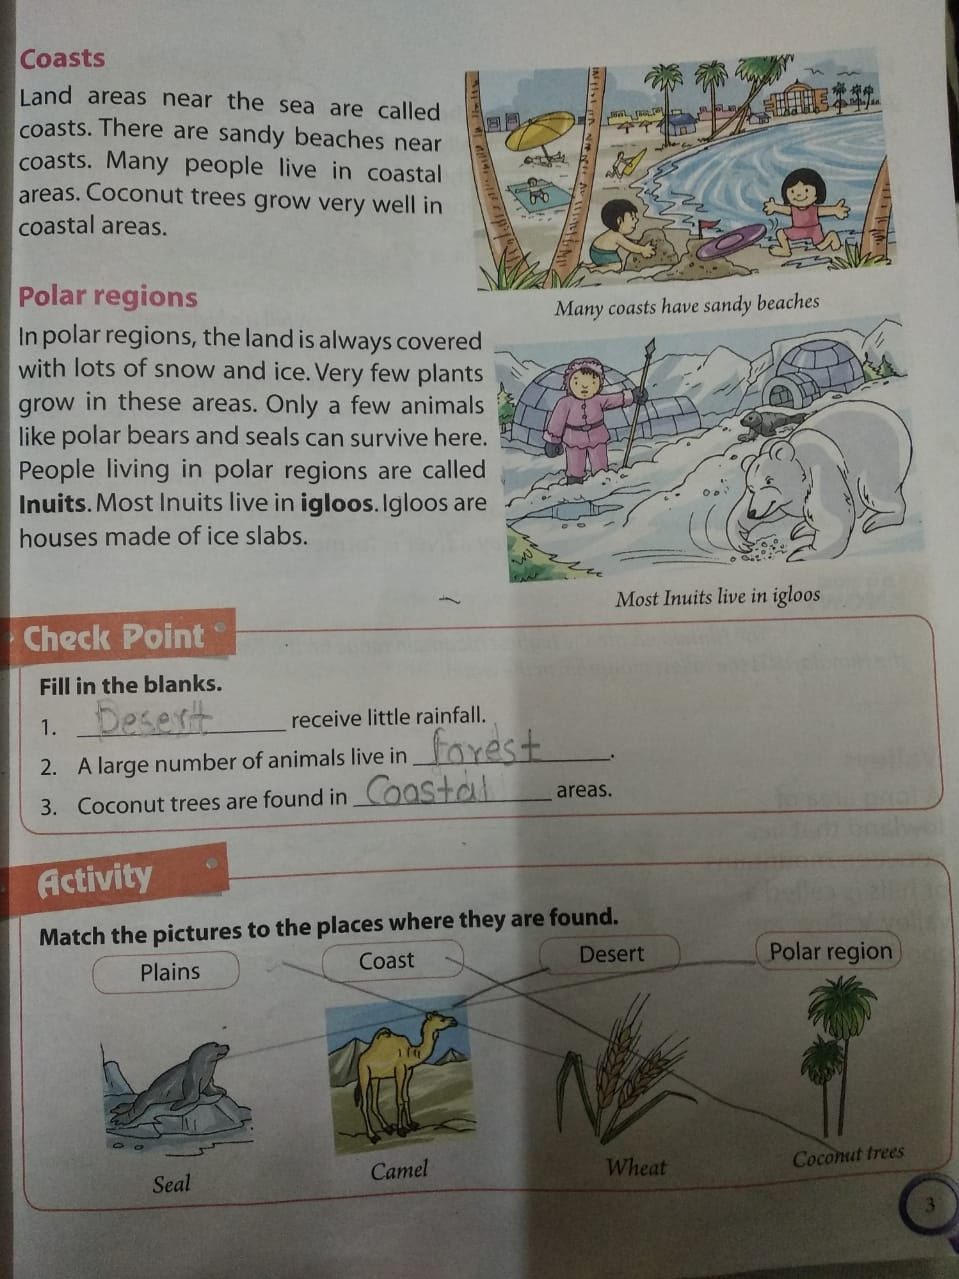 Coasts
Land areas near the sea are called
coasts. There are sandy beaches near
coasts. Many people live in coastal
areas. Coconut trees grow very well in
coastal areas.
Many coasts have sandy beaches
Polar regions
In polar regions, the land is always covered
with lots of snow and ice. Very few plants
grow in these areas. Only a few animals
like polar bears and seals can survive here.
People living in polar regions are called
Inuits. Most Inuits live in igloos. Igloos are
houses made of ice slabs.
Most Inuits live in igloos
Check Point
Fill in the blanks.
1. Desert receive little rainfall.
2. A large number of animals live in forest.
3. Coconut trees are found in Coastal areas.
Activity
Match the pictures to the places where they are found.
Plains Coast Desert Polar region
Seal Camel Wheat Coconut trees
3